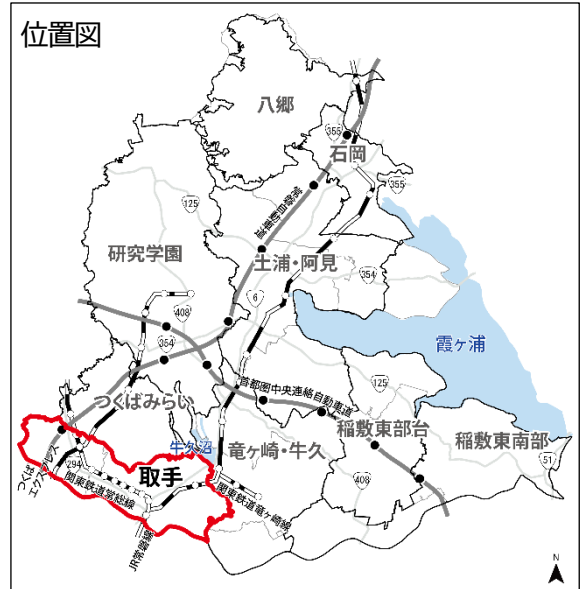 位置図
八郷
355
石岡
355
125
常磐自動車道
研究学園
土浦・阿見
354
6
408
霞ヶ浦
354
首都圏中央連絡自動車道
125
つくばみらい
稲敷東部台
牛久沼
竜ヶ崎・牛久
稲敷東南部
つくば
エクスプレス
294
取手
408
51
関東鉄道常総線
関東鉄道竜ヶ崎線
JR常磐線
N